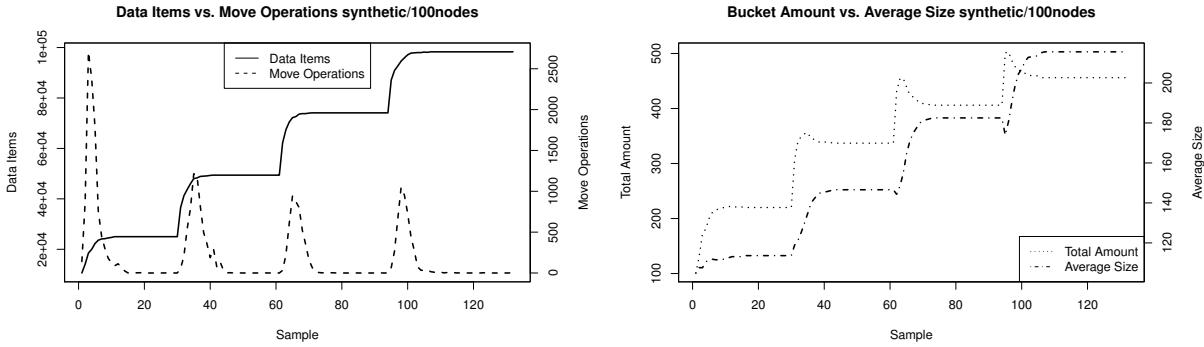 Data Items vs. Move Operations synthetic/100nodes
Data Items
Move Operations
Data Items
2e+04
4e+04
6e+04
8e+04
1e+05
0
500
1000
1500
2000
2500
Move Operations
0 20 40 60 80 100 120
Sample
Bucket Amount vs. Average Size synthetic/100nodes
Total Amount
100
200
300
400
500
120
140
160
180
200
Average Size
Total Amount
Average Size
0 20 40 60 80 100 120
Sample